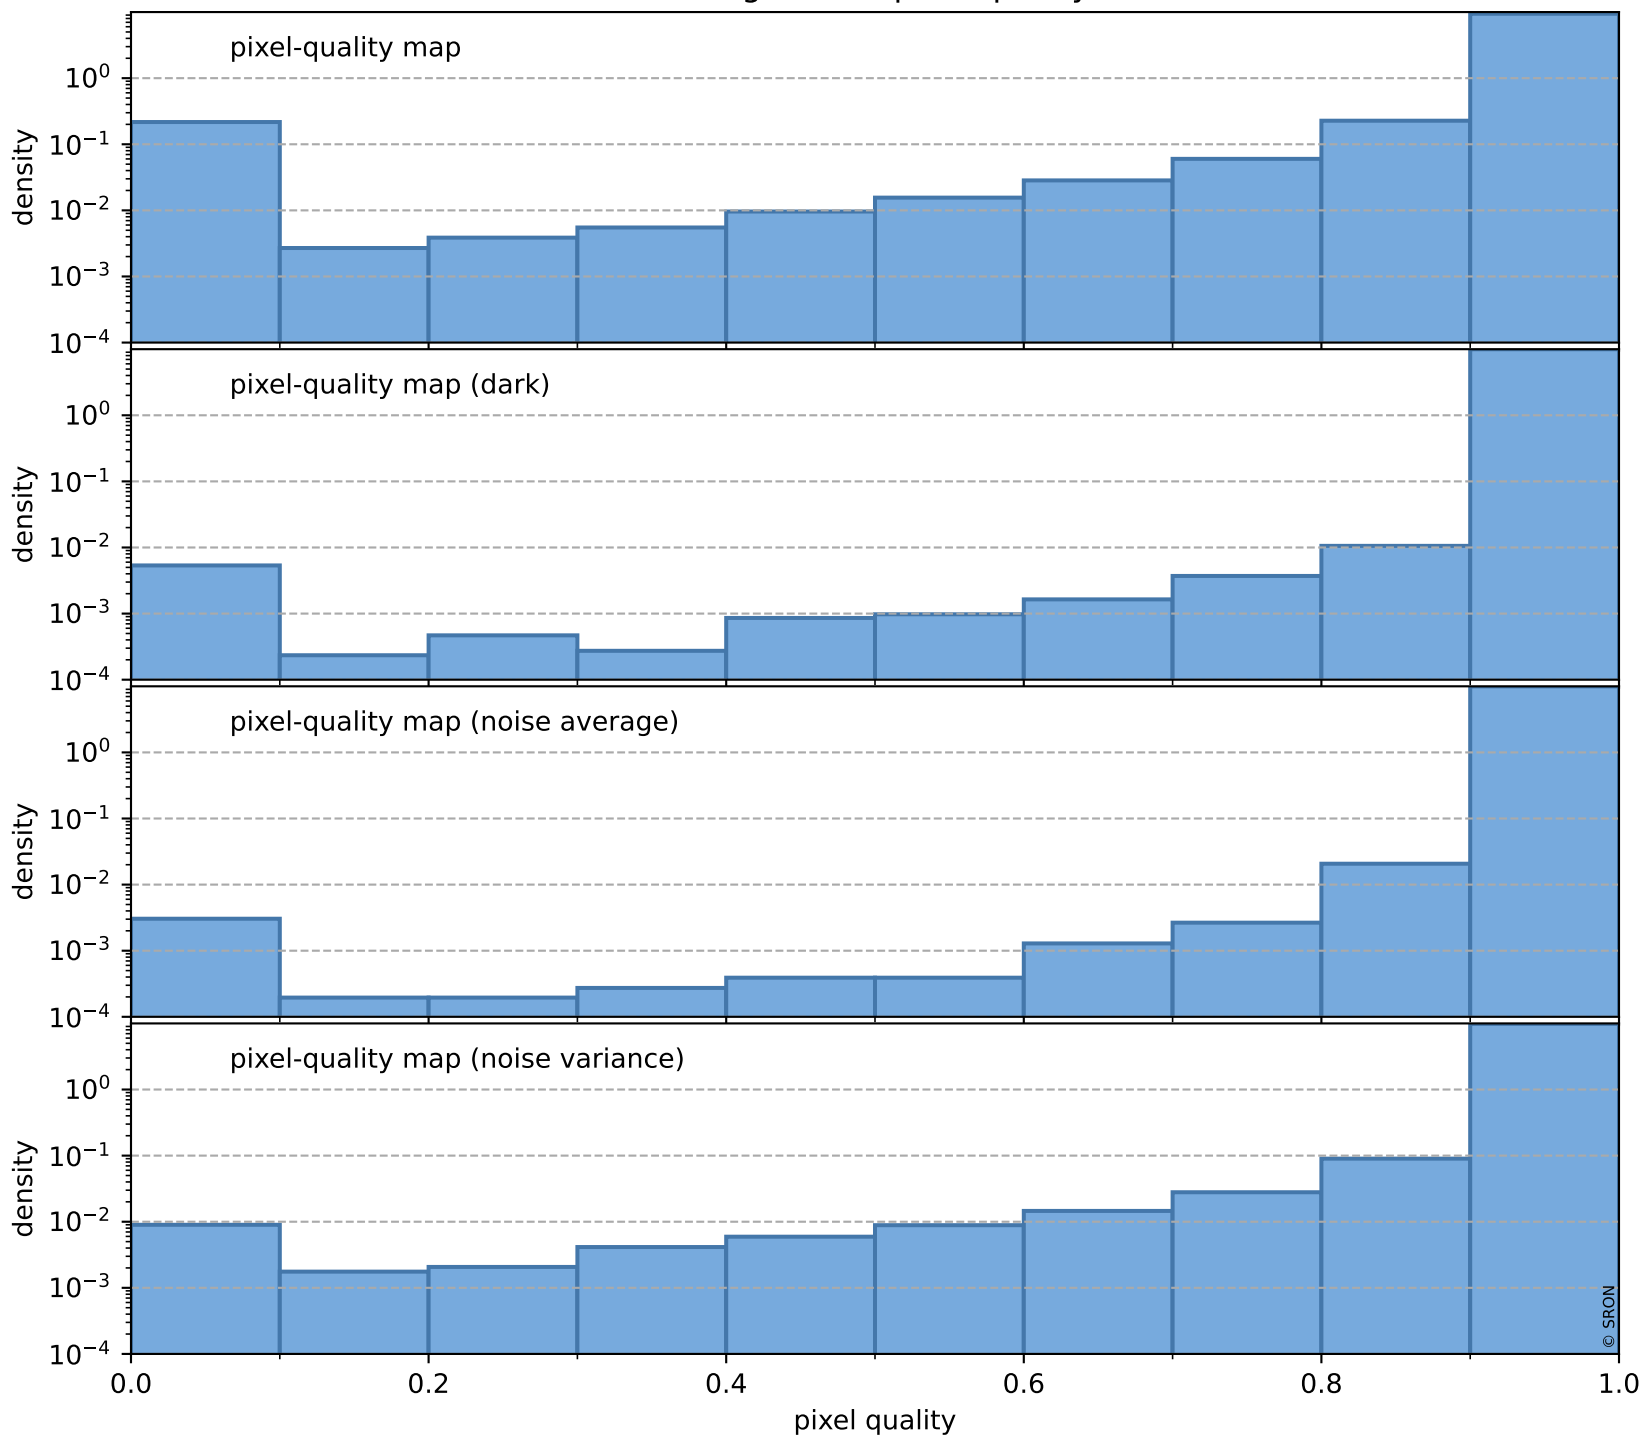 pixel-quality map
density
10⁰
10⁻¹
10⁻²
10⁻³
10⁻⁴
pixel-quality map (dark)
density
10⁰
10⁻¹
10⁻²
10⁻³
10⁻⁴
pixel-quality map (noise average)
density
10⁰
10⁻¹
10⁻²
10⁻³
10⁻⁴
pixel-quality map (noise variance)
density
10⁰
10⁻¹
10⁻²
10⁻³
10⁻⁴
© SRON
0.0 0.2 0.4 0.6 0.8 1.0
pixel quality